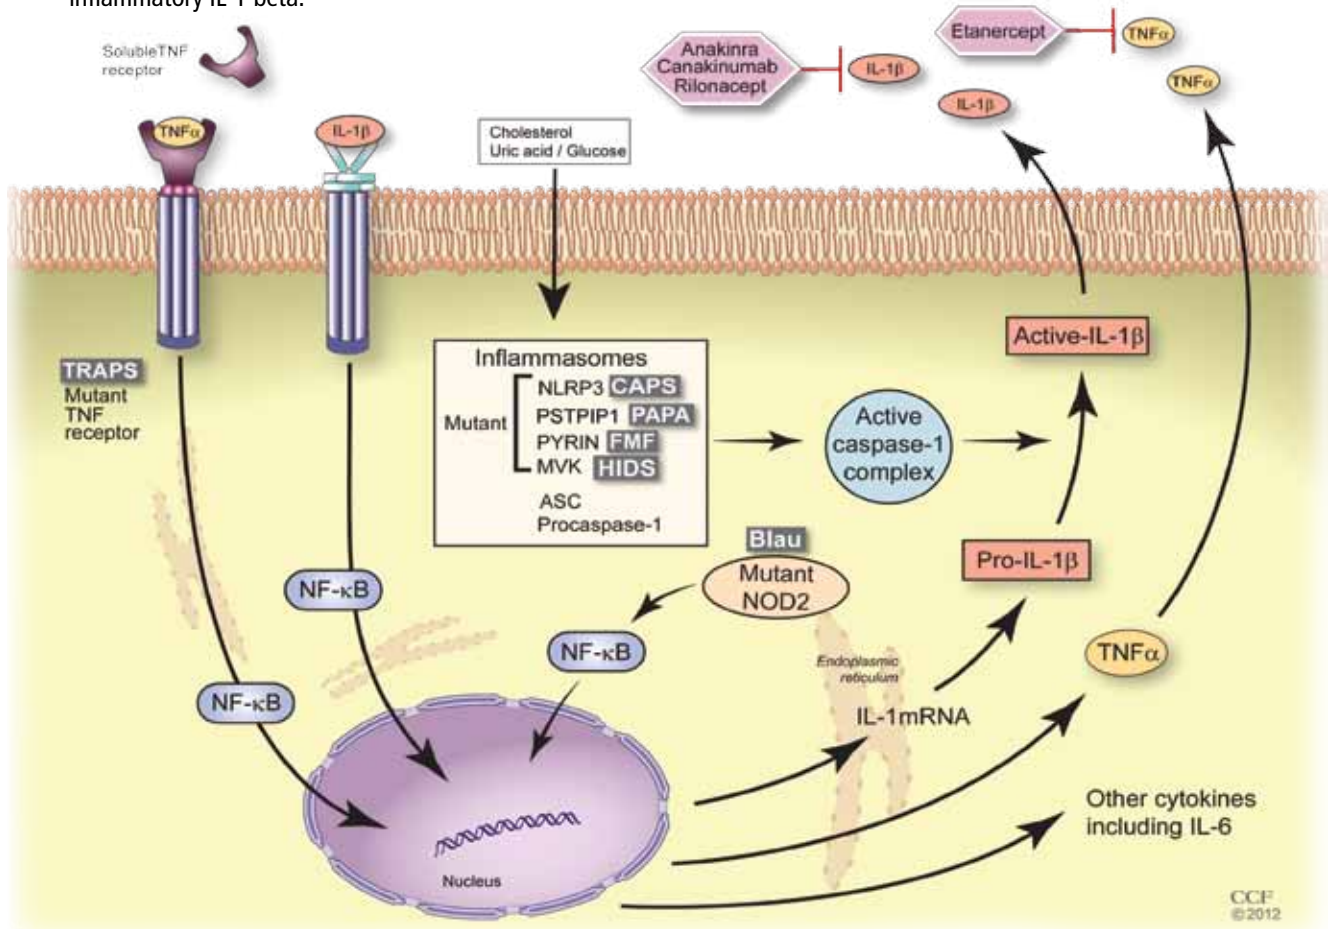 inflammatory IL-1 beta.
Soluble TNF
receptor
TNFα
IL-1β
Cholesterol
Uric acid / Glucose
Anakinra
Canakinumab
Rilonacept
IL-1β
IL-1β
Etanercept
TNFα
TNFα
TRAPS
Mutant
TNF
receptor
Inflammasomes
Mutant
NLRP3 CAPS
PSTPIP1 PAPA
PYRIN FMF
MVK HIDS
ASC
Procaspase-1
Active
caspase-1
complex
Active-IL-1β
Pro-IL-1β
Blau
Mutant
NOD2
NF-κB
NF-κB
NF-κB
Endoplasmic
reticulum
IL-1mRNA
TNFα
Other cytokines
including IL-6
Nucleus
CCF
©2012